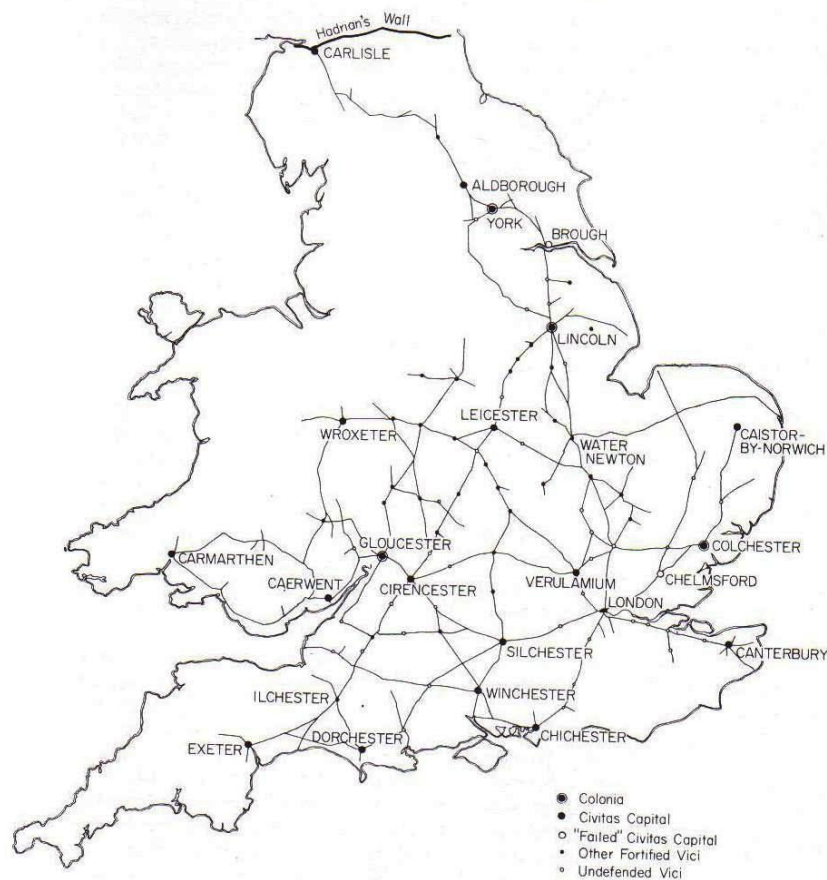 Hadrian's Wall
CARLISLE
ALDBOROUGH
YORK
BROUGH
LINCOLN
LEICESTER
WROXETER
WATER
NEWTON
CAISTOR-
BY-NORWICH
GLOUCESTER
CARMARTHEN
COLCHESTER
CAERWENT
CIRENCESTER
VERULAMIUM
CHELMSFORD
LONDON
SILCHESTER
CANTERBURY
ILCHESTER
WINCHESTER
EXETER
DORCHESTER
CHICHESTER
Colonia
Civitas Capital
"Failed" Civitas Capital
Other Fortified Vici
Undefended Vici